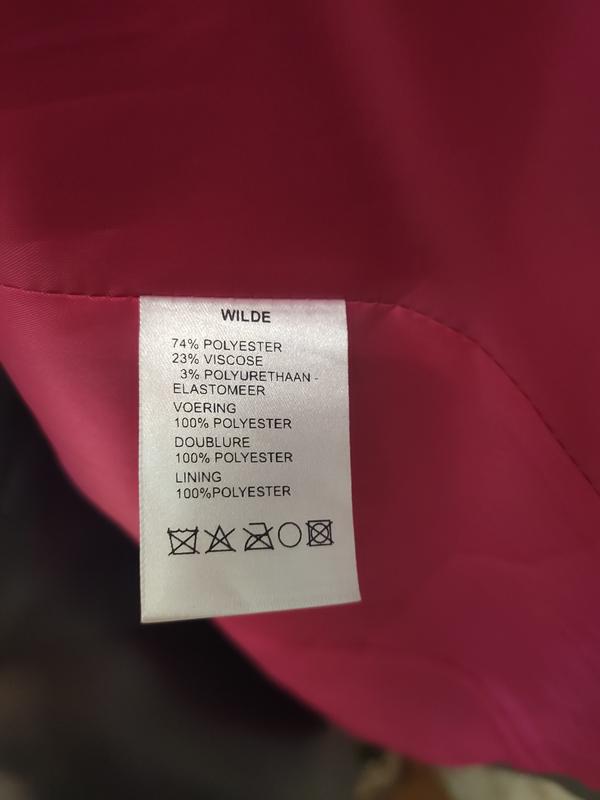 WILDE
74% POLYESTER
23% VISCOSE
3% POLYURETHAAN -
ELASTOMEER
VOERING
100% POLYESTER
DOUBLURE
100% POLYESTER
LINING
100%POLYESTER